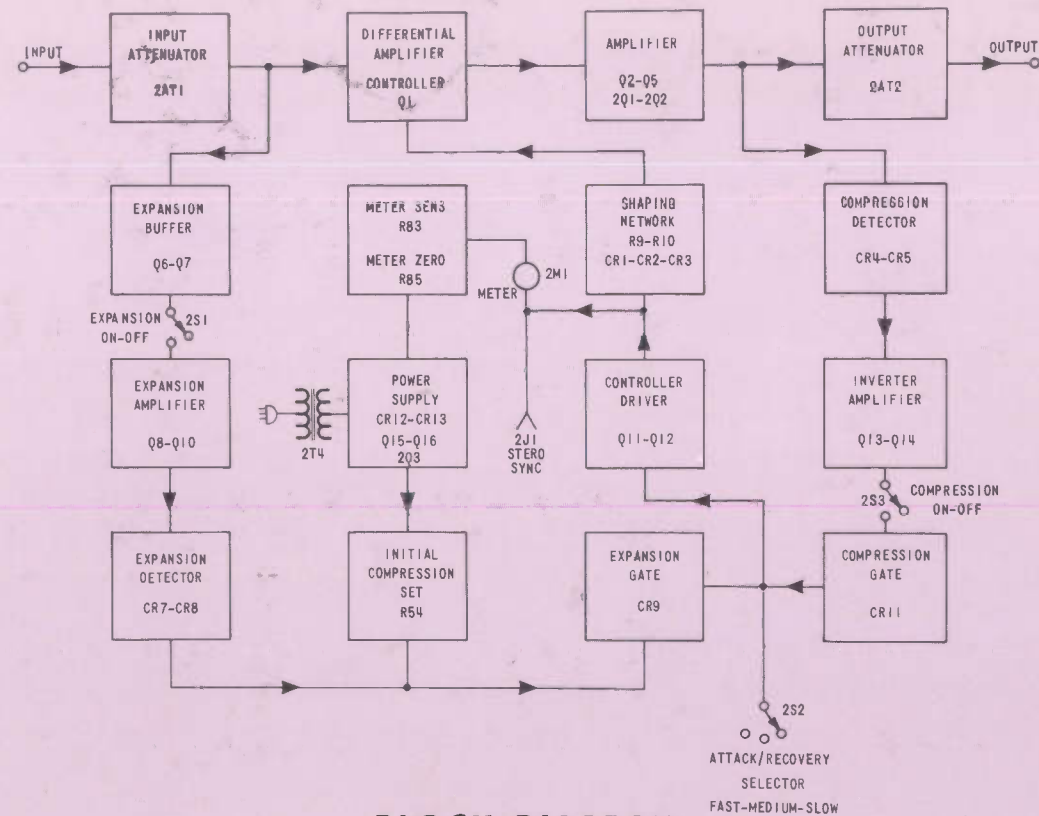 INPUT
INPUT
ATTENUATOR
2AT1
DIFFERENTIAL
AMPLIFIER
CONTROLLER
Q1
AMPLIFIER
Q2-Q5
2Q1-2Q2
OUTPUT
ATTENUATOR
2AT2
OUTPUT
EXPANSION
BUFFER
Q6-Q7
METER SENS
R83
METER ZERO
R85
2M1
METER
SHAPING
NETWORK
R9-R10
CR1-CR2-CR3
COMPRESSION
DETECTOR
CR4-CR5
EXPANSION
ON-OFF
2S1
EXPANSION
AMPLIFIER
Q8-Q10
2T4
POWER
SUPPLY
CR12-CR13
Q15-Q16
2Q3
2J1
STERO
SYNC
CONTROLLER
DRIVER
Q11-Q12
INVERTER
AMPLIFIER
Q13-Q14
2S3
COMPRESSION
ON-OFF
EXPANSION
DETECTOR
CR7-CR8
INITIAL
COMPRESSION
SET
R54
EXPANSION
GATE
CR9
COMPRESSION
GATE
CR11
2S2
ATTACK/RECOVERY
SELECTOR
FAST-MEDIUM-SLOW